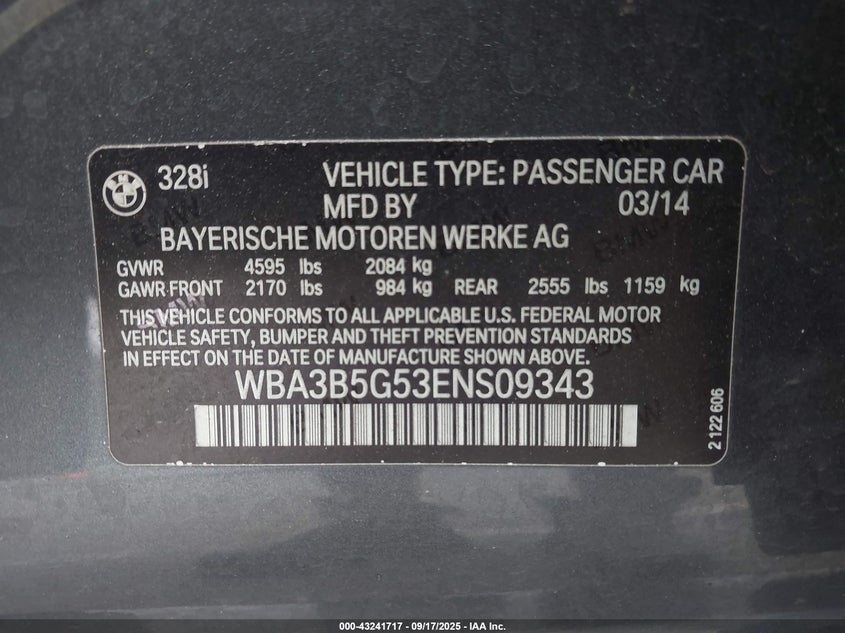 328i VEHICLE TYPE: PASSENGER CAR
MFD BY 03/14
BAYERISCHE MOTOREN WERKE AG
GVWR 4595 lbs 2084 kg
GAWR FRONT 2170 lbs 984 kg REAR 2555 lbs 1159 kg
THIS VEHICLE CONFORMS TO ALL APPLICABLE U.S. FEDERAL MOTOR
VEHICLE SAFETY, BUMPER AND THEFT PREVENTION STANDARDS
IN EFFECT ON THE DATE OF MANUFACTURE SHOWN ABOVE.
WBA3B5G53ENS09343
2 122 606
BMW
000-43241717 - 09/17/2025 - IAA Inc.